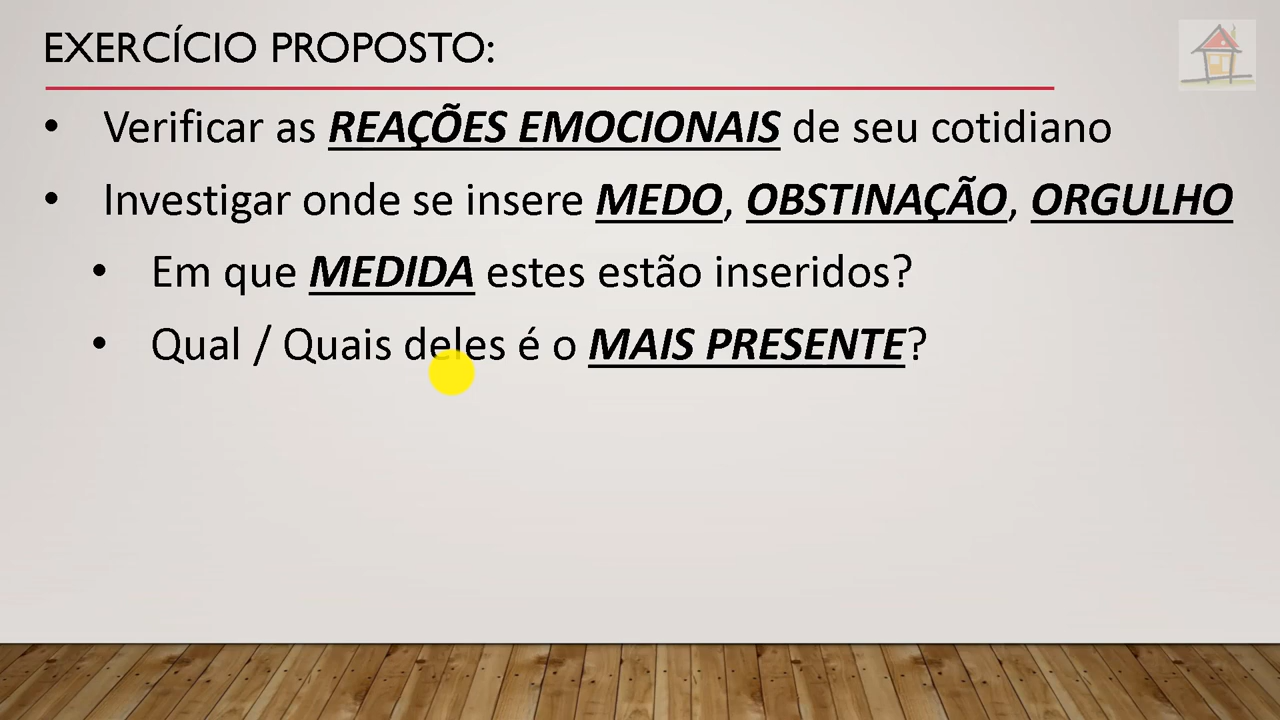 EXERCÍCIO PROPOSTO:
• Verificar as REAÇÕES EMOCIONAIS de seu cotidiano
• Investigar onde se insere MEDO, OBSTINAÇÃO, ORGULHO
• Em que MEDIDA estes estão inseridos?
• Qual / Quais deles é o MAIS PRESENTE?